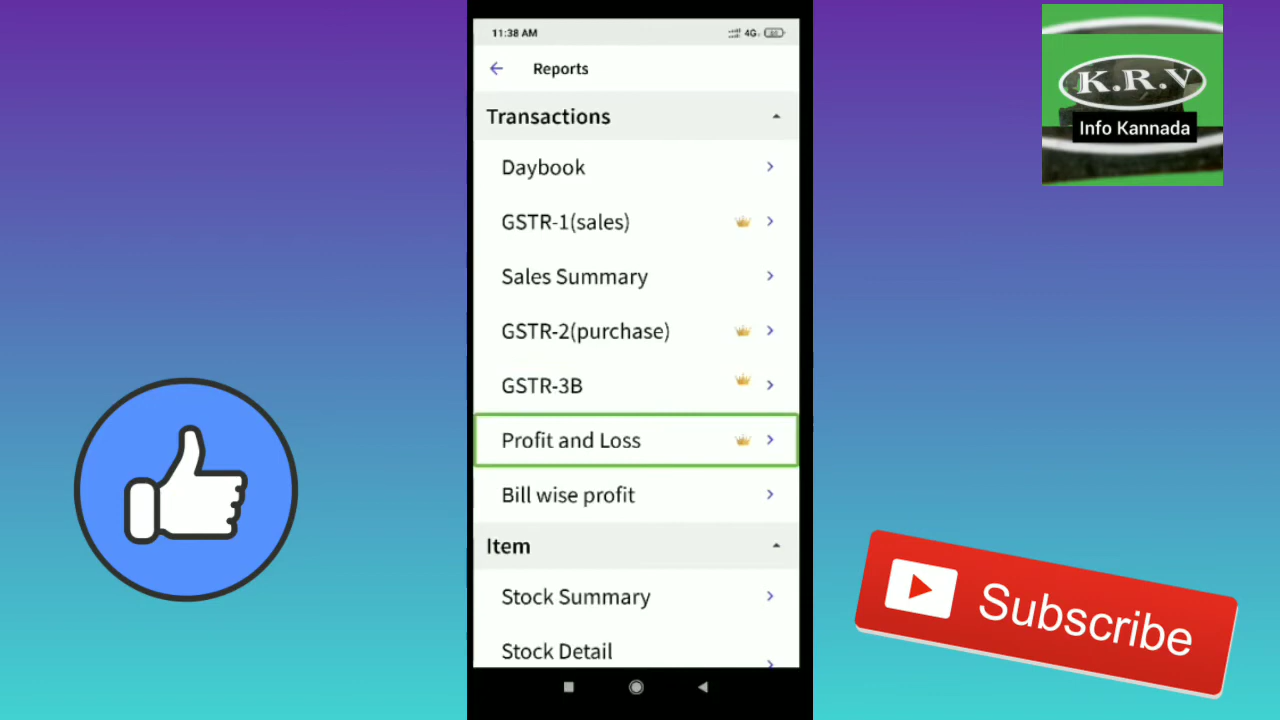 11:38 AM
4G
Reports
Transactions
Daybook
GSTR-1(sales)
Sales Summary
GSTR-2(purchase)
GSTR-3B
Profit and Loss
Bill wise profit
Item
Stock Summary
Stock Detail
K.R.V
Info Kannada
Subscribe